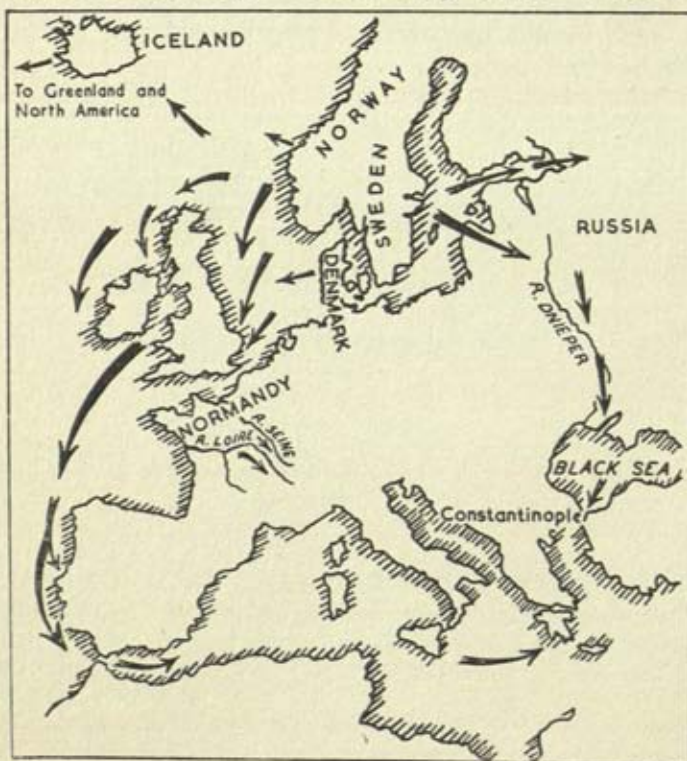 ICELAND
To Greenland and
North America
NORWAY
SWEDEN
DENMARK
RUSSIA
R. DNIEPER
NORMANDY
R. LOIRE
R. SEINE
BLACK SEA
Constantinople